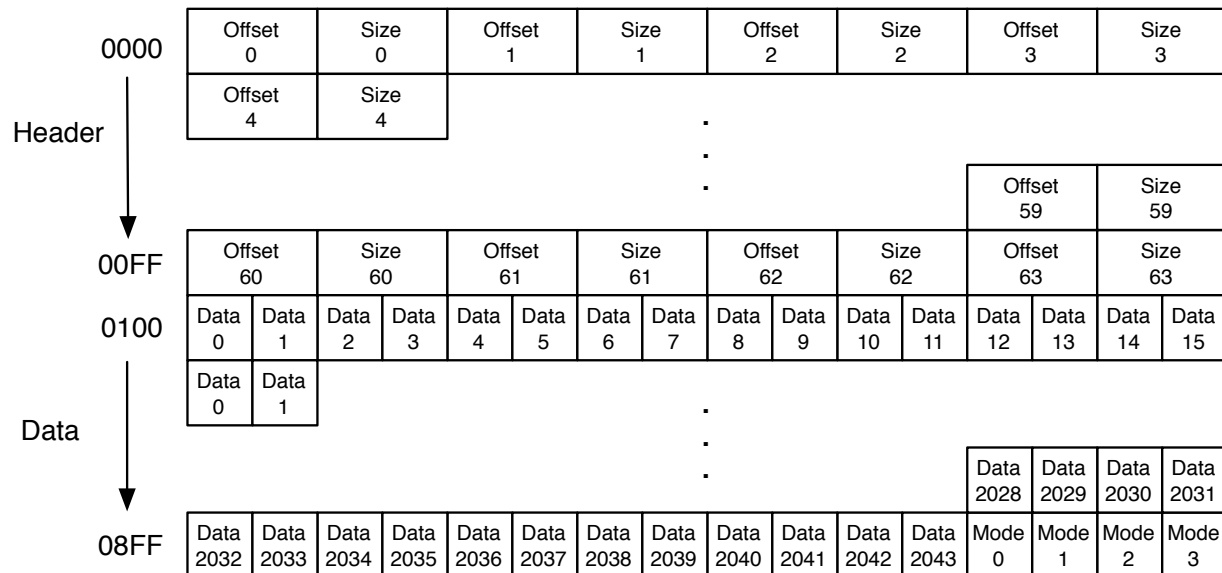 0000
Offset 0 Size 0 Offset 1 Size 1 Offset 2 Size 2 Offset 3 Size 3
Offset 4 Size 4
Header
.
.
.
Offset 59 Size 59
00FF
Offset 60 Size 60 Offset 61 Size 61 Offset 62 Size 62 Offset 63 Size 63
0100
Data 0 Data 1 Data 2 Data 3 Data 4 Data 5 Data 6 Data 7 Data 8 Data 9 Data 10 Data 11 Data 12 Data 13 Data 14 Data 15
Data 0 Data 1
Data
.
.
.
Data 2028 Data 2029 Data 2030 Data 2031
08FF
Data 2032 Data 2033 Data 2034 Data 2035 Data 2036 Data 2037 Data 2038 Data 2039 Data 2040 Data 2041 Data 2042 Data 2043 Mode 0 Mode 1 Mode 2 Mode 3